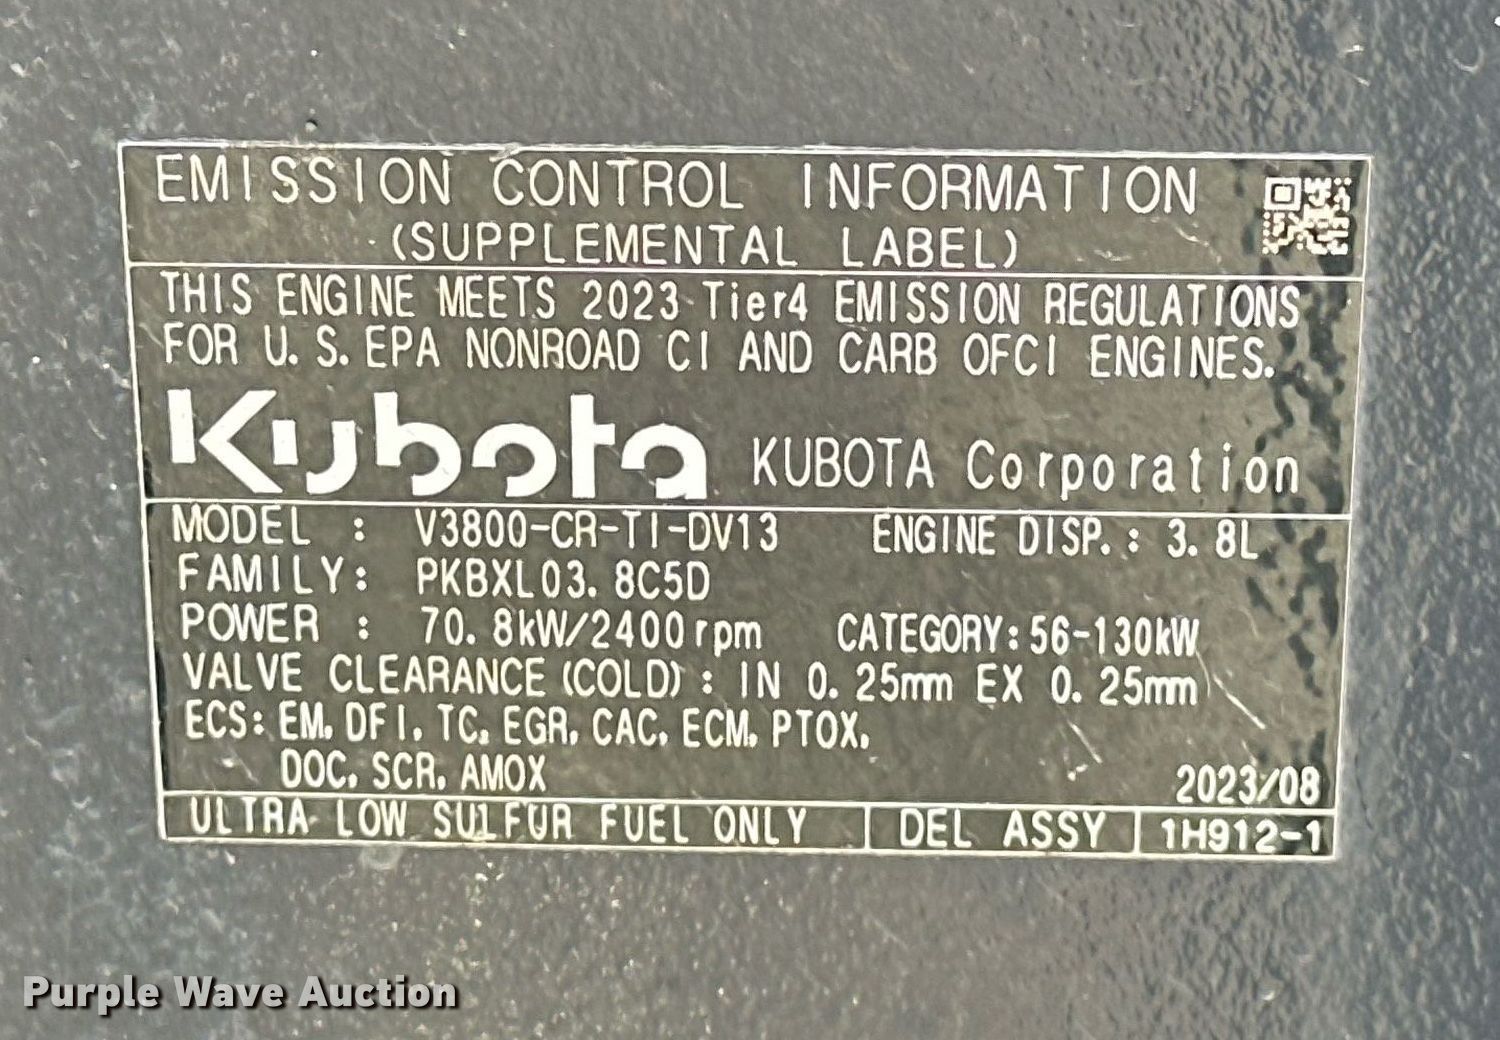 EMISSION CONTROL INFORMATION
(SUPPLEMENTAL LABEL)
THIS ENGINE MEETS 2023 Tier4 EMISSION REGULATIONS
FOR U.S.EPA NONROAD CI AND CARB OFCI ENGINES.
Kubota KUBOTA Corporation
MODEL : V3800-CR-TI-DV13 ENGINE DISP.: 3.8L
FAMILY: PKBXL03.8C5D
POWER : 70.8kW/2400rpm CATEGORY:56-130kW
VALVE CLEARANCE(COLD): IN 0.25mm EX 0.25mm
ECS: EM, DFI, TC, EGR, CAC, ECM, PTOX,
DOC, SCR, AMOX
2023/08
ULTRA LOW SULFUR FUEL ONLY DEL ASSY 1H912-1
Purple Wave Auction